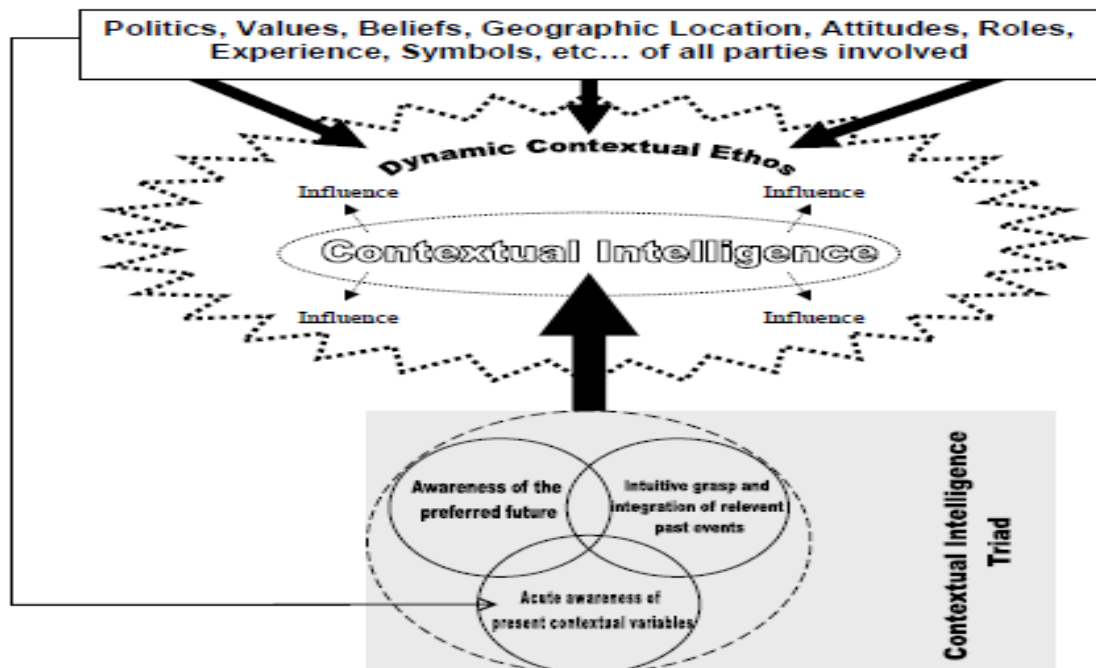 Politics, Values, Beliefs, Geographic Location, Attitudes, Roles,
Experience, Symbols, etc... of all parties involved
Dynamic Contextual Ethos
Influence
Influence
Contextual Intelligence
Influence
Influence
Awareness of the
preferred future
Intuitive grasp and
integration of relevent
past events
Acute awareness of
present contextual variables
Contextual Intelligence
Triad